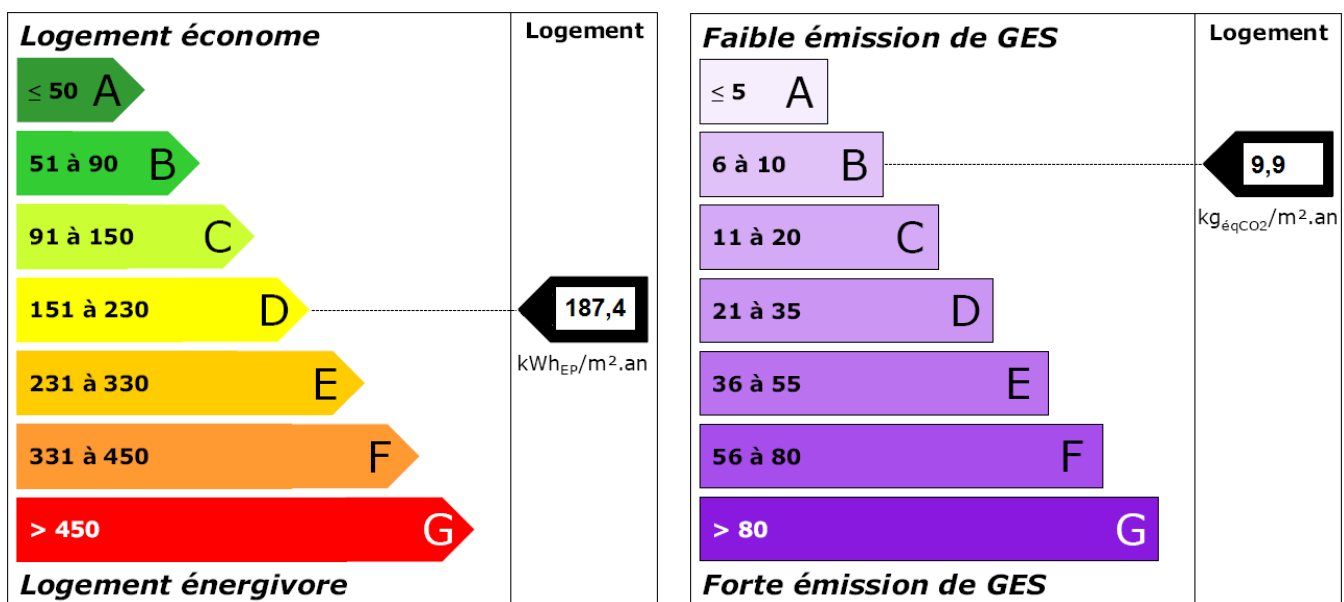 Logement économe
Logement
≤ 50 A
51 à 90 B
91 à 150 C
151 à 230 D
187,4
kWhEP/m².an
231 à 330 E
331 à 450 F
> 450 G
Logement énergivore
Faible émission de GES
Logement
≤ 5 A
6 à 10 B
9,9
kgéqCO2/m².an
11 à 20 C
21 à 35 D
36 à 55 E
56 à 80 F
> 80 G
Forte émission de GES